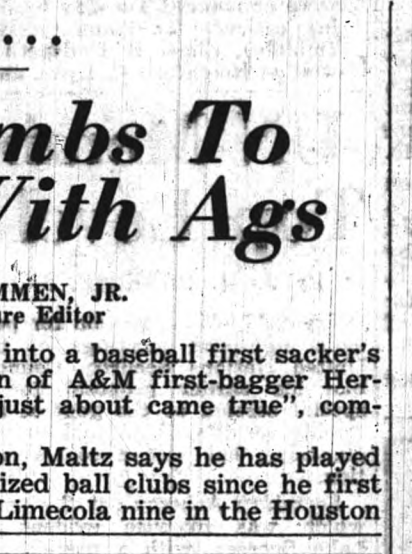 ...
mbs To
With Ags
MMEN, JR.
re Editor
into a baseball first sacker's
n of A&M first-bagger Her-
just about came true", com-
on, Maltz says he has played
ized ball clubs since he first
Limecola nine in the Houston